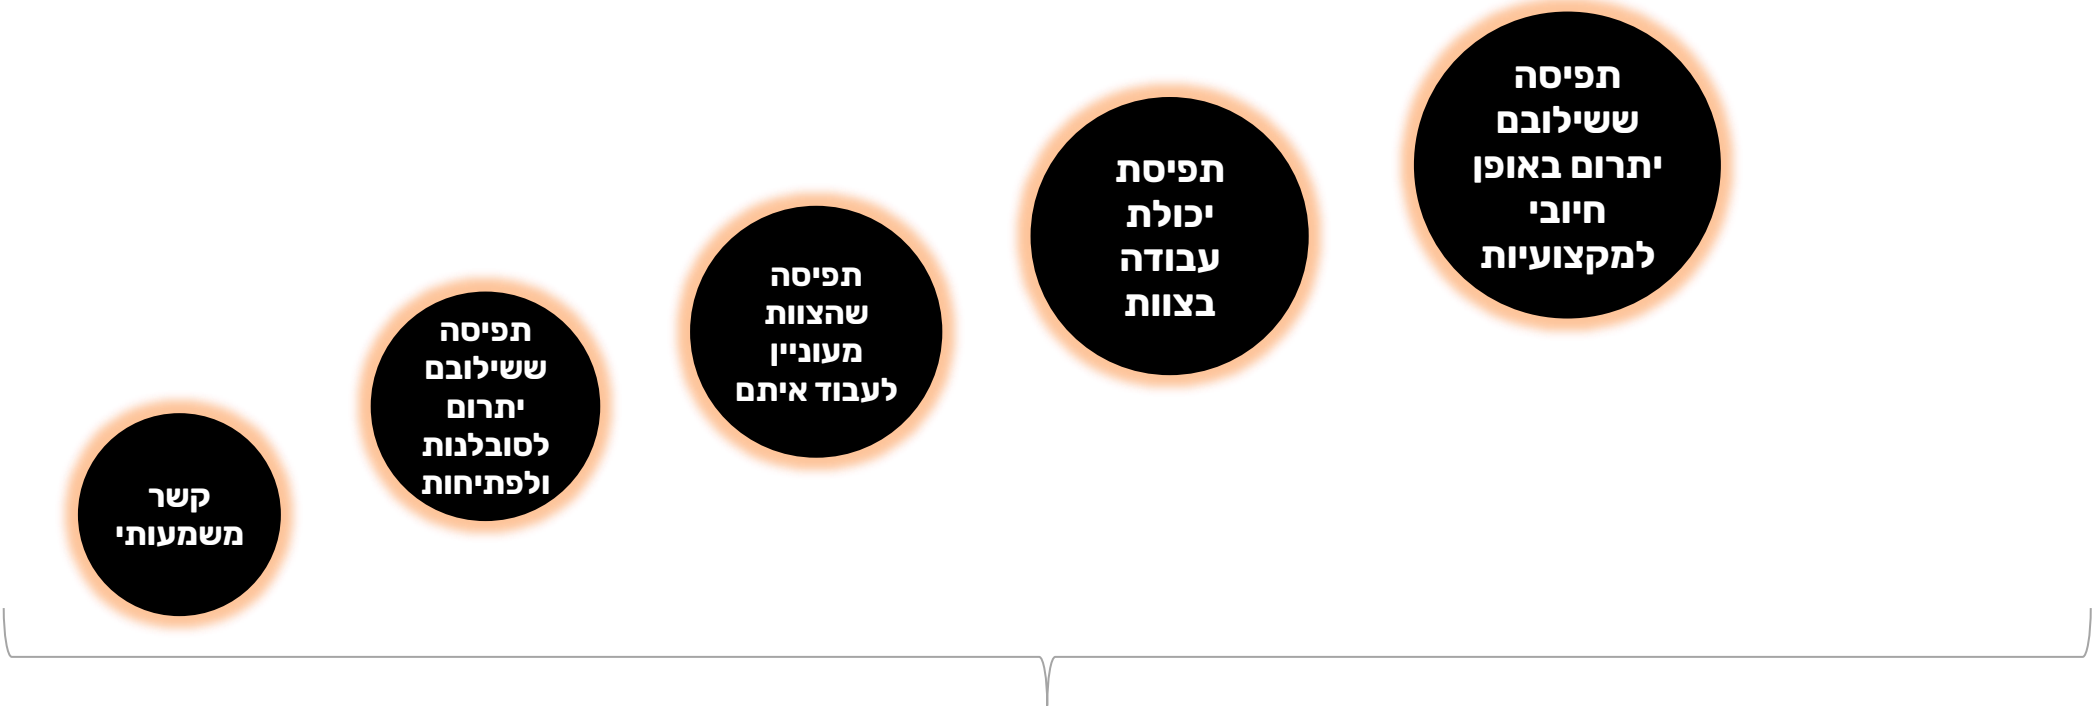 תפיסה
ששילובם
יתרום באופן
חיובי
למקצועיות
תפיסת
יכולת
עבודה
בצוות
תפיסה
שהצוות
מעוניין
לעבוד איתם
תפיסה
ששילובם
יתרום
לסובלנות
ולפתיחות
קשר
משמעותי